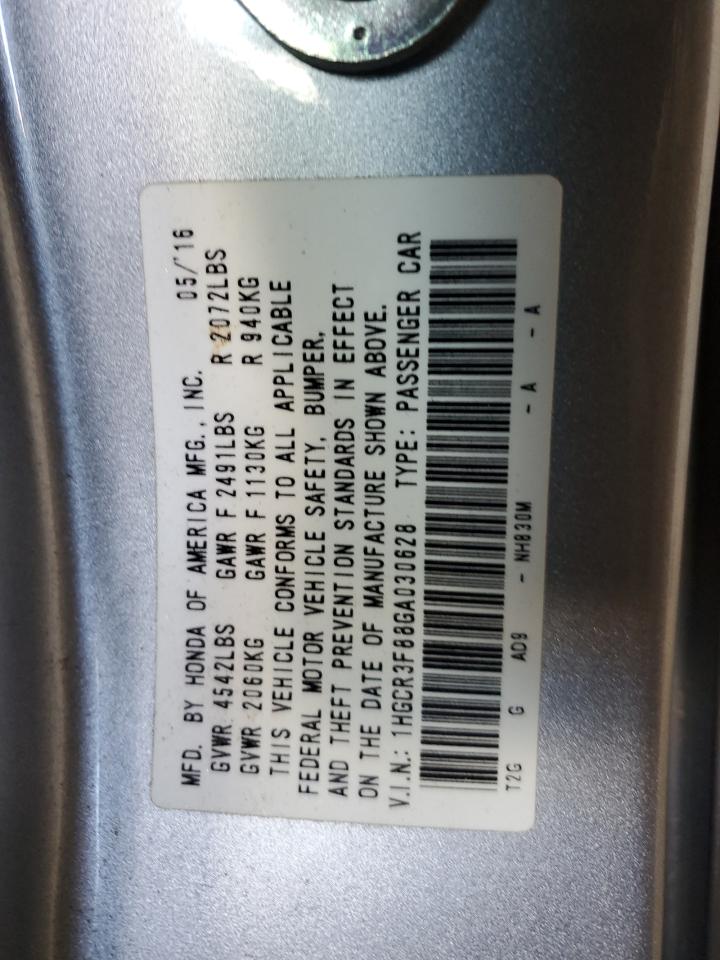 MFD. BY HONDA OF AMERICA MFG., INC. 05/'16
GVWR 4542LBS GAWR F 2491LBS R 2072LBS
GVWR 2060KG GAWR F 1130KG R 940KG
THIS VEHICLE CONFORMS TO ALL APPLICABLE
FEDERAL MOTOR VEHICLE SAFETY, BUMPER,
AND THEFT PREVENTION STANDARDS IN EFFECT
ON THE DATE OF MANUFACTURE SHOWN ABOVE.
V.I.N.: 1HGCR3F88GA030628 TYPE: PASSENGER CAR
T2G G AD9 - NH830M - A - A